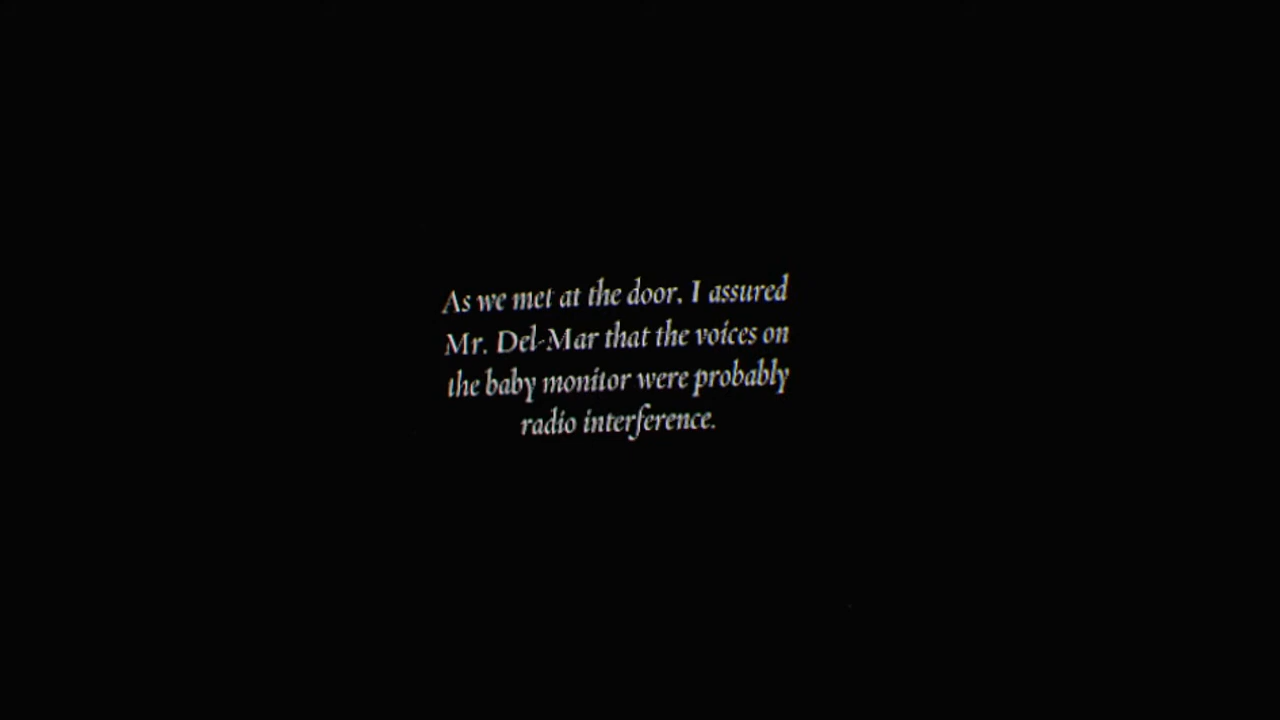 As we met at the door, I assured
Mr. Del-Mar that the voices on
the baby monitor were probably
radio interference.